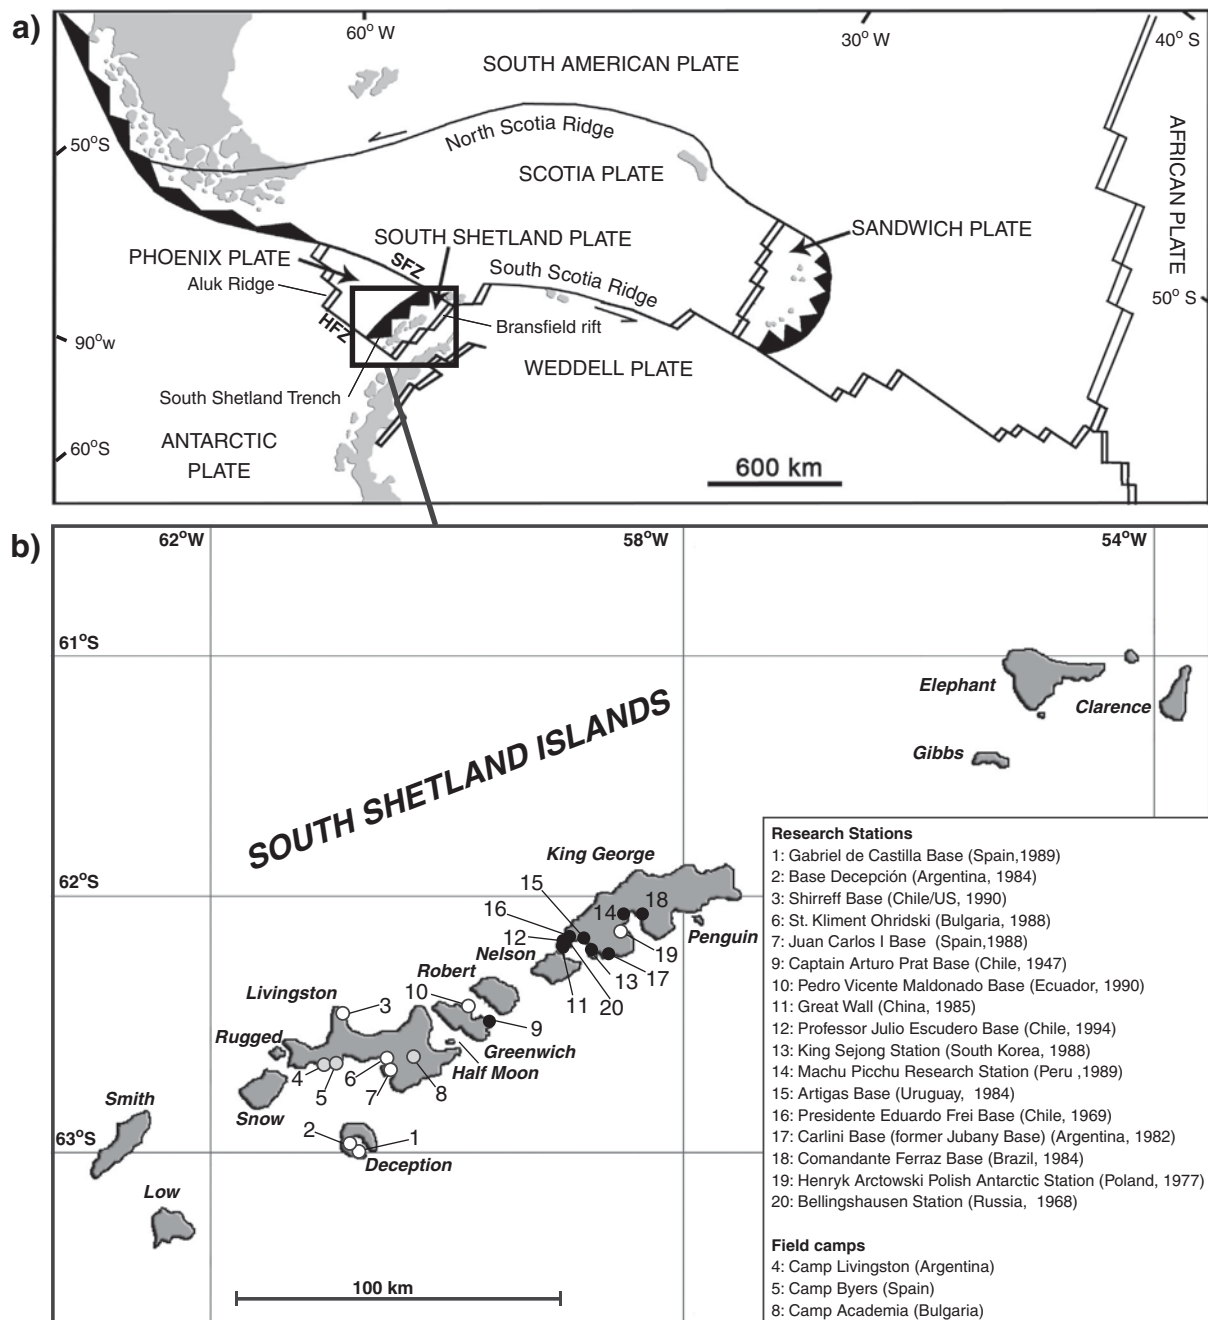 a)
60° W
30° W
40° S
SOUTH AMERICAN PLATE
North Scotia Ridge
50°S
SCOTIA PLATE
AFRICAN PLATE
SOUTH SHETLAND PLATE
SANDWICH PLATE
PHOENIX PLATE
SFZ
South Scotia Ridge
Aluk Ridge
50° S
HFZ
Bransfield rift
90°w
WEDDELL PLATE
South Shetland Trench
ANTARCTIC
PLATE
60°S
600 km
b)
62°W
58°W
54°W
61°S
Elephant
Clarence
Gibbs
SOUTH SHETLAND ISLANDS
King George
62°S
15
14
18
16
12
Penguin
19
Nelson
13
17
Robert
11
20
10
Livingston
3
9
Rugged
Greenwich
Half Moon
4
5
6
7
8
Snow
Smith
63°S
2
1
Deception
Low
100 km
Research Stations
1: Gabriel de Castilla Base (Spain,1989)
2: Base Decepción (Argentina, 1984)
3: Shirreff Base (Chile/US, 1990)
6: St. Kliment Ohridski (Bulgaria, 1988)
7: Juan Carlos I Base (Spain,1988)
9: Captain Arturo Prat Base (Chile, 1947)
10: Pedro Vicente Maldonado Base (Ecuador, 1990)
11: Great Wall (China, 1985)
12: Professor Julio Escudero Base (Chile, 1994)
13: King Sejong Station (South Korea, 1988)
14: Machu Picchu Research Station (Peru ,1989)
15: Artigas Base (Uruguay, 1984)
16: Presidente Eduardo Frei Base (Chile, 1969)
17: Carlini Base (former Jubany Base) (Argentina, 1982)
18: Comandante Ferraz Base (Brazil, 1984)
19: Henryk Arctowski Polish Antarctic Station (Poland, 1977)
20: Bellingshausen Station (Russia, 1968)
Field camps
4: Camp Livingston (Argentina)
5: Camp Byers (Spain)
8: Camp Academia (Bulgaria)